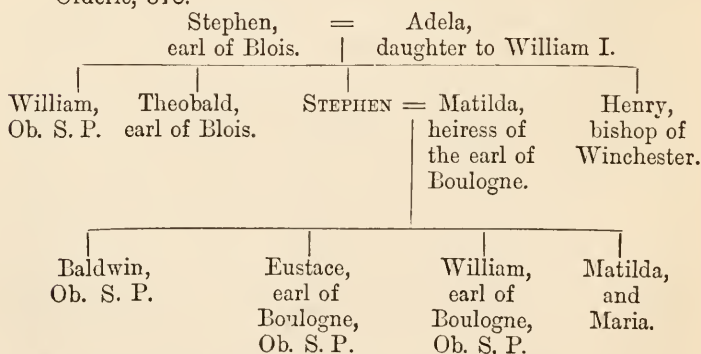 Stephen, = Adela,
earl of Blois. daughter to William I.
William, Theobald, STEPHEN = Matilda, Henry,
Ob. S. P. earl of Blois. heiress of bishop of
the earl of Winchester.
Boulogne.
Baldwin, Eustace, William, Matilda,
Ob. S. P. earl of earl of and
Boulogne, Boulogne, Maria.
Ob. S. P. Ob. S. P.